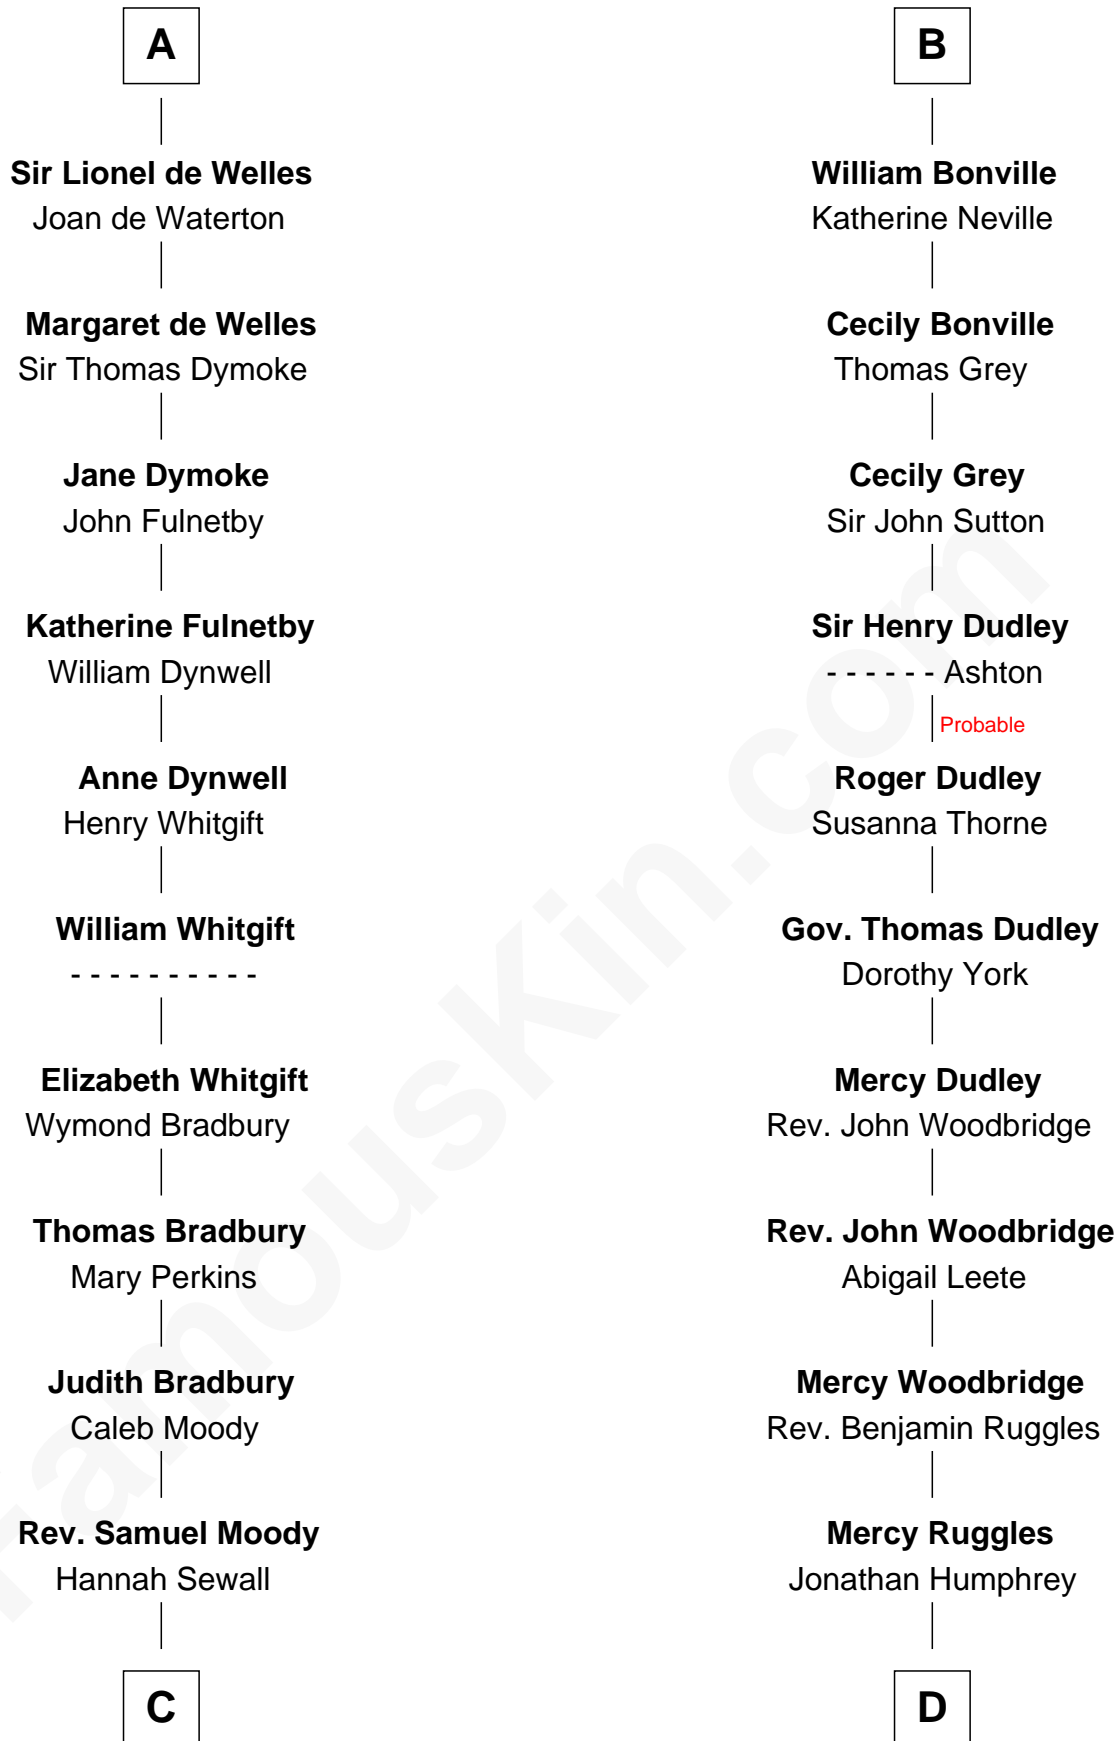 A
Sir Lionel de Welles
Joan de Waterton
Margaret de Welles
Sir Thomas Dymoke
Jane Dymoke
John Fulnetby
Katherine Fulnetby
William Dynwell
Anne Dynwell
Henry Whitgift
William Whitgift
- - - - - - - - - -
Elizabeth Whitgift
Wymond Bradbury
Thomas Bradbury
Mary Perkins
Judith Bradbury
Caleb Moody
Rev. Samuel Moody
Hannah Sewall
C
B
William Bonville
Katherine Neville
Cecily Bonville
Thomas Grey
Cecily Grey
Sir John Sutton
Sir Henry Dudley
- - - - - - Ashton
Probable
Roger Dudley
Susanna Thorne
Gov. Thomas Dudley
Dorothy York
Mercy Dudley
Rev. John Woodbridge
Rev. John Woodbridge
Abigail Leete
Mercy Woodbridge
Rev. Benjamin Ruggles
Mercy Ruggles
Jonathan Humphrey
D
FamousKin.com